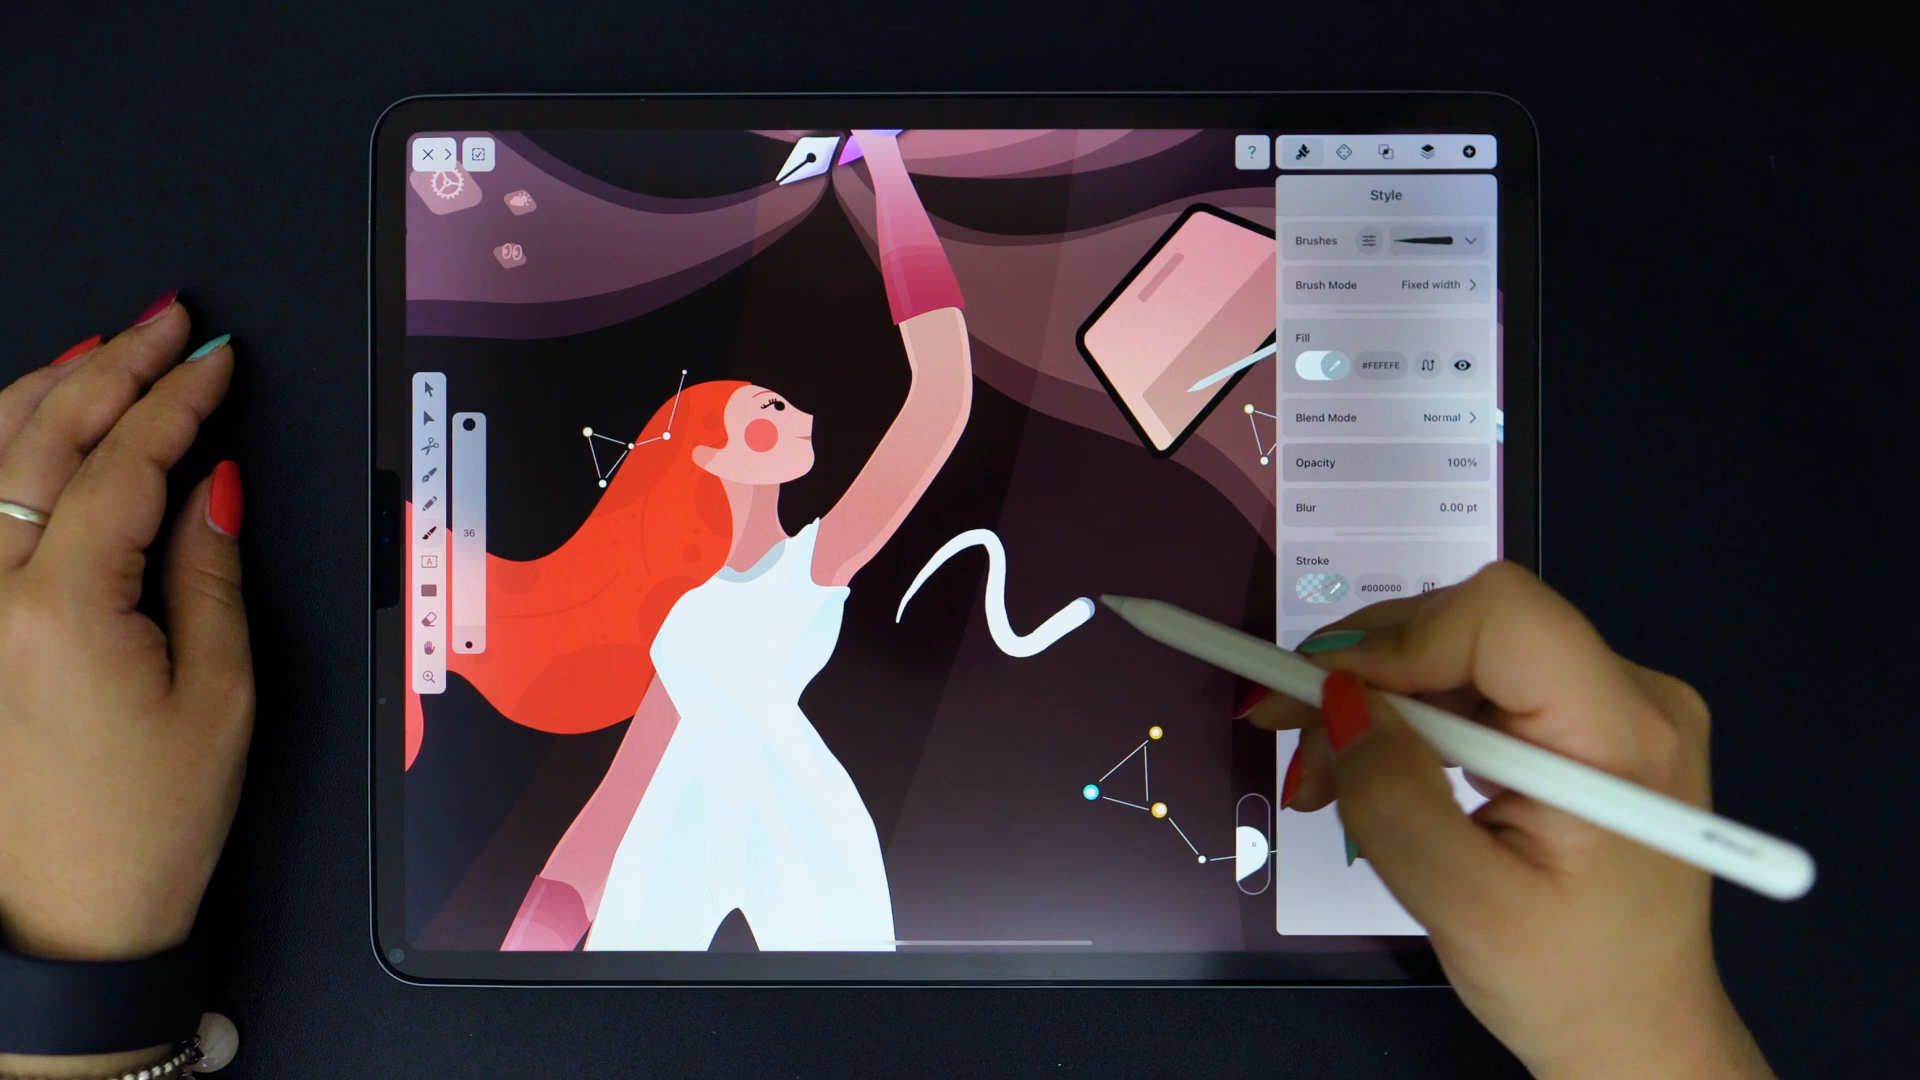 ?
Style
Brushes
Brush Mode Fixed width
Fill
#FEFEFE
Blend Mode Normal
Opacity 100%
Blur 0.00 pt
Stroke
#000000
A
36